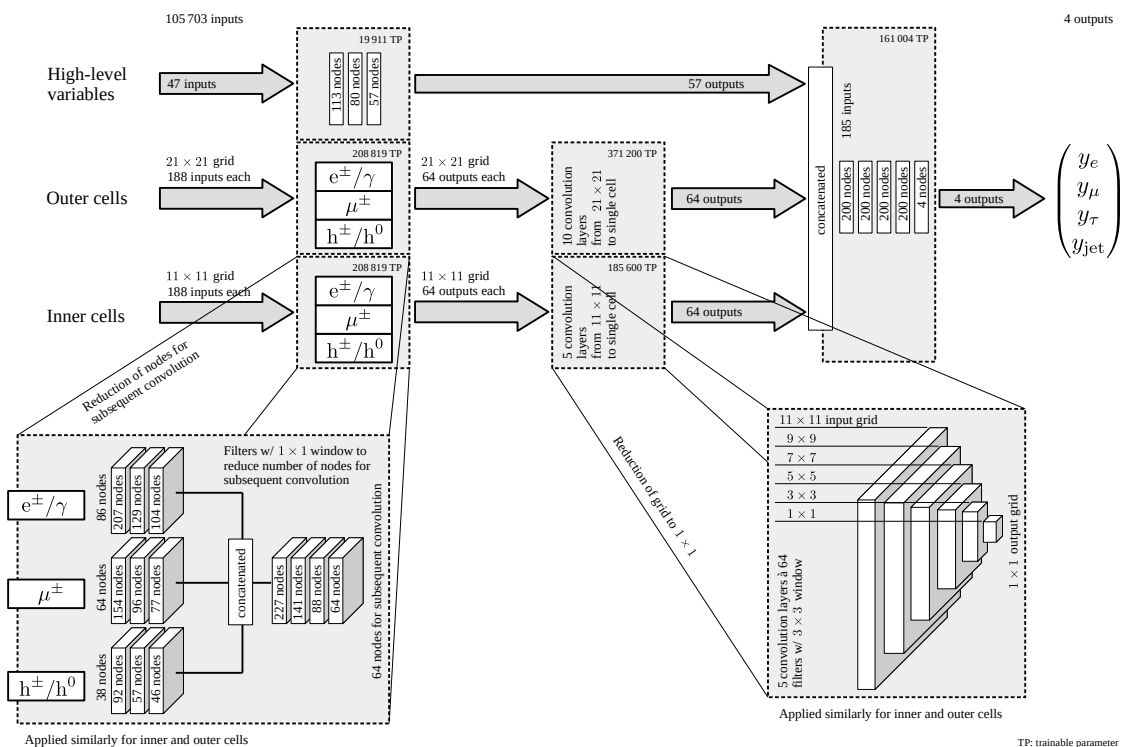 105 703 inputs
4 outputs
High-level
variables
47 inputs
19 911 TP
113 nodes
80 nodes
57 nodes
57 outputs
161 004 TP
185 inputs
concatenated
200 nodes
200 nodes
200 nodes
200 nodes
4 nodes
4 outputs
y_e
y_μ
y_τ
y_jet
Outer cells
21 × 21 grid
188 inputs each
208 819 TP
e±/γ
μ±
h±/h⁰
21 × 21 grid
64 outputs each
371 200 TP
10 convolution
layers
from 21 × 21
to single cell
64 outputs
Inner cells
11 × 11 grid
188 inputs each
208 819 TP
e±/γ
μ±
h±/h⁰
11 × 11 grid
64 outputs each
185 600 TP
5 convolution
layers
from 11 × 11
to single cell
64 outputs
Reduction of nodes for
subsequent convolution
Filters w/ 1 × 1 window to
reduce number of nodes for
subsequent convolution
e±/γ
86 nodes
207 nodes
129 nodes
104 nodes
μ±
64 nodes
154 nodes
96 nodes
77 nodes
h±/h⁰
38 nodes
92 nodes
57 nodes
46 nodes
concatenated
227 nodes
141 nodes
88 nodes
64 nodes
64 nodes for subsequent convolution
Applied similarly for inner and outer cells
Reduction of grid to 1 × 1
11 × 11 input grid
9 × 9
7 × 7
5 × 5
3 × 3
1 × 1
5 convolution layers à 64
filters w/ 3 × 3 window
1 × 1 output grid
Applied similarly for inner and outer cells
TP: trainable parameter